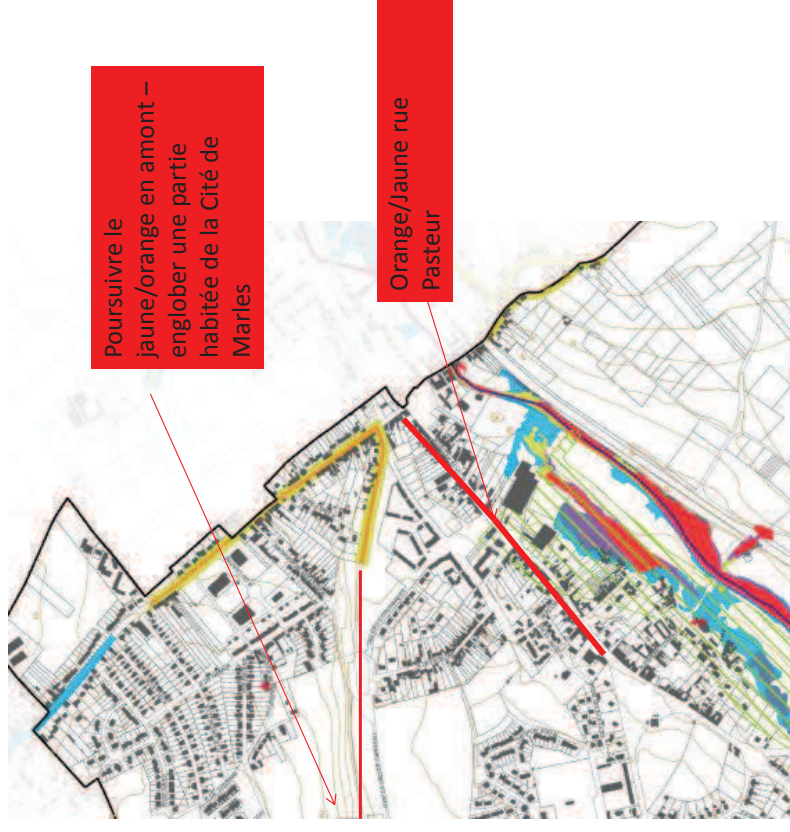 Poursuivre le
jaune/orange en amont –
englober une partie
habitée de la Cité de
Marles
Orange/Jaune rue
Pasteur